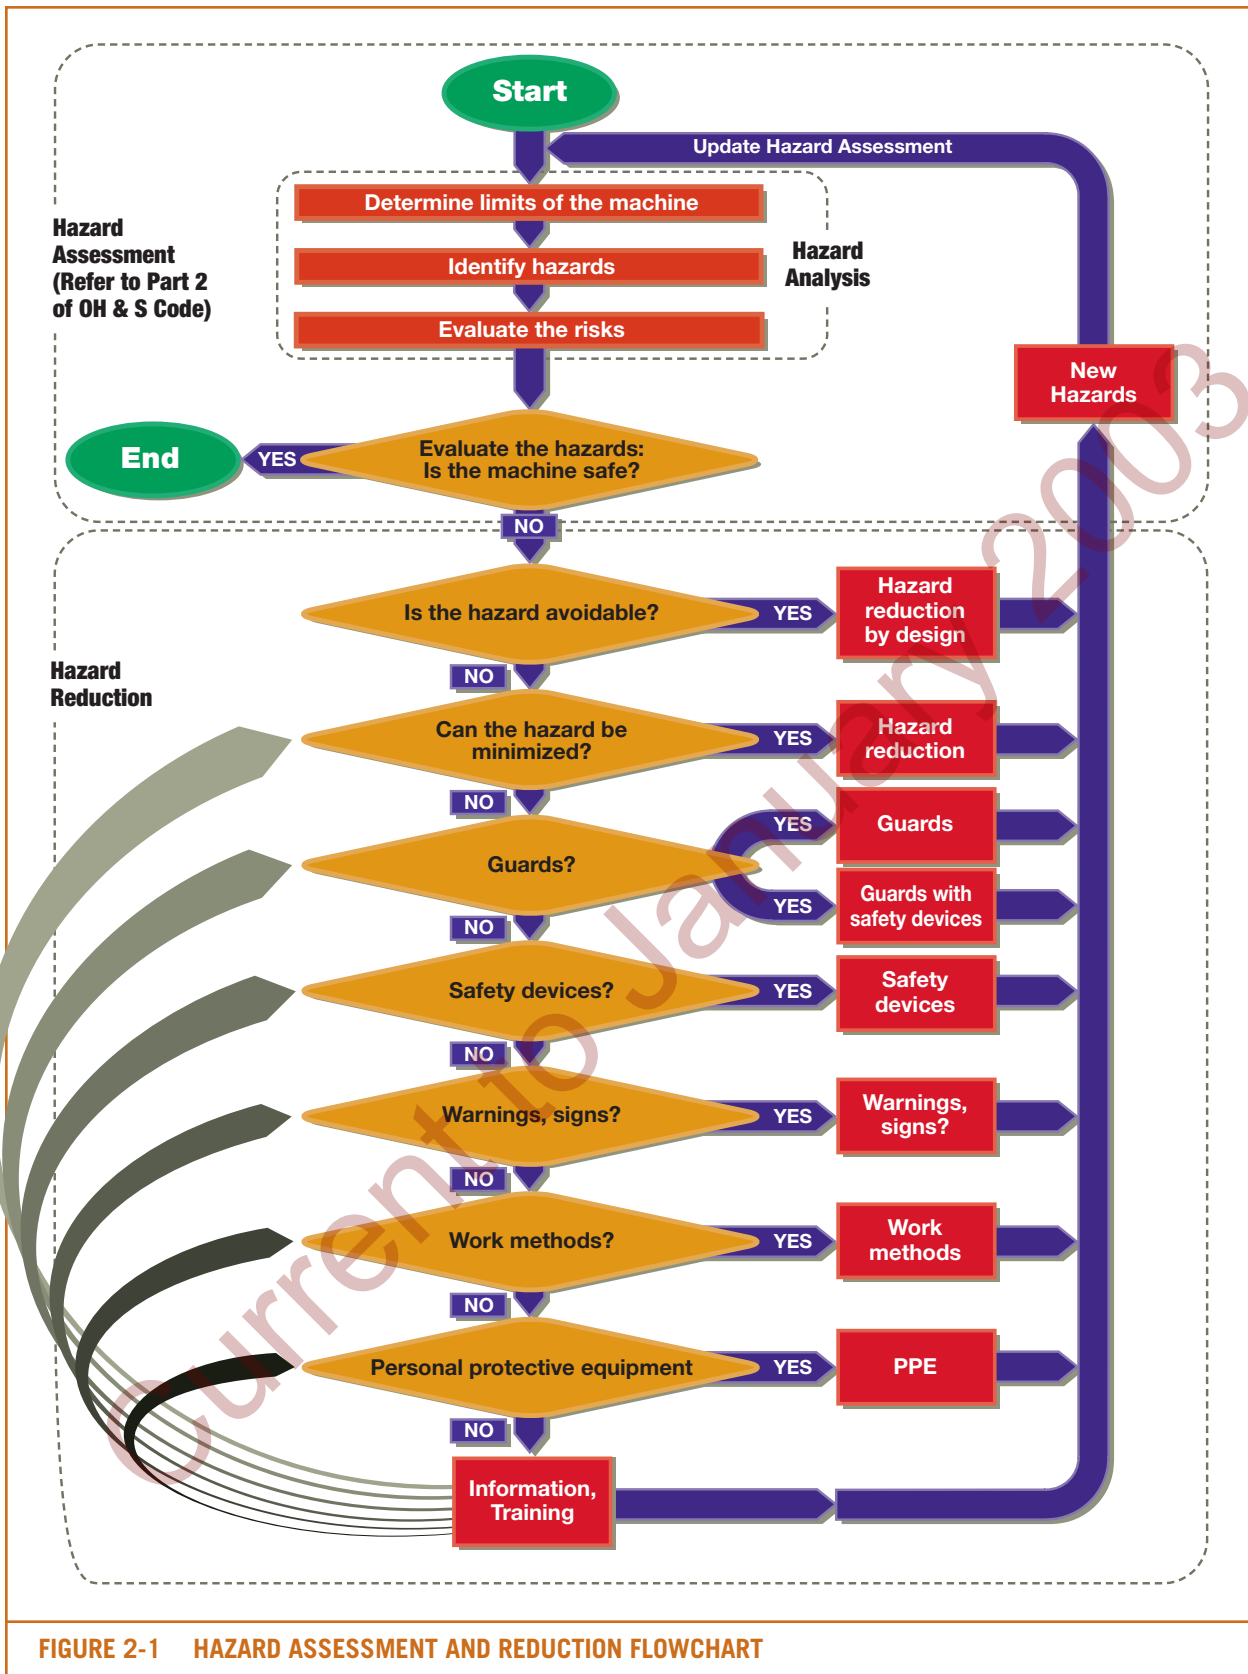 Start
Update Hazard Assessment
Determine limits of the machine
Hazard
Assessment
(Refer to Part 2
of OH & S Code)
Identify hazards
Hazard
Analysis
Evaluate the risks
New
Hazards
End
YES
Evaluate the hazards:
Is the machine safe?
NO
Is the hazard avoidable?
YES
Hazard
reduction
by design
Hazard
Reduction
NO
Can the hazard be
minimized?
YES
Hazard
reduction
NO
Guards?
YES
Guards
YES
Guards with
safety devices
NO
Safety devices?
YES
Safety
devices
NO
Warnings, signs?
YES
Warnings,
signs?
NO
Work methods?
YES
Work
methods
NO
Personal protective equipment
YES
PPE
NO
Information,
Training
Current to January 2003
FIGURE 2-1 HAZARD ASSESSMENT AND REDUCTION FLOWCHART